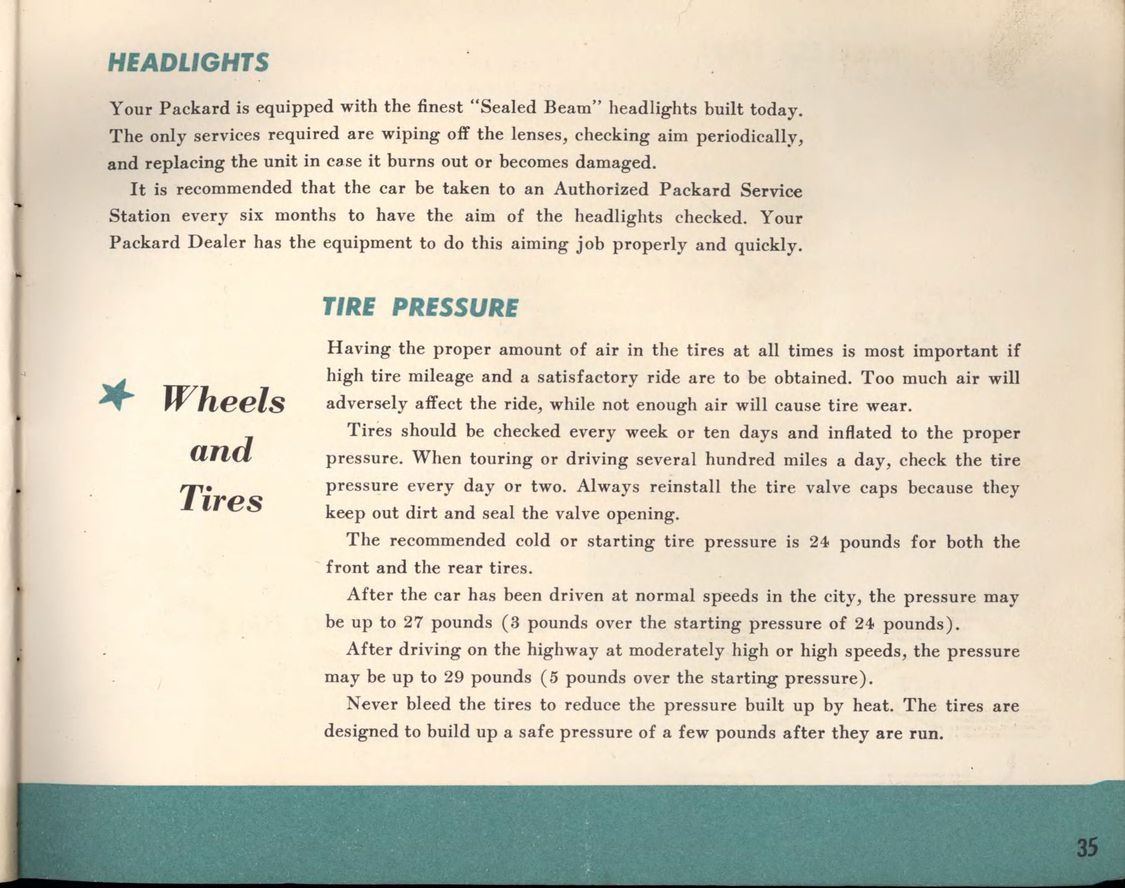 HEADLIGHTS
Your Packard is equipped with the finest "Sealed Beam" headlights built today.
The only services required are wiping off the lenses, checking aim periodically,
and replacing the unit in case it burns out or becomes damaged.
It is recommended that the car be taken to an Authorized Packard Service
Station every six months to have the aim of the headlights checked. Your
Packard Dealer has the equipment to do this aiming job properly and quickly.
Wheels
and
Tires
TIRE PRESSURE
Having the proper amount of air in the tires at all times is most important if
high tire mileage and a satisfactory ride are to be obtained. Too much air will
adversely affect the ride, while not enough air will cause tire wear.
Tires should be checked every week or ten days and inflated to the proper
pressure. When touring or driving several hundred miles a day, check the tire
pressure every day or two. Always reinstall the tire valve caps because they
keep out dirt and seal the valve opening.
The recommended cold or starting tire pressure is 24 pounds for both the
front and the rear tires.
After the car has been driven at normal speeds in the city, the pressure may
be up to 27 pounds (3 pounds over the starting pressure of 24 pounds).
After driving on the highway at moderately high or high speeds, the pressure
may be up to 29 pounds (5 pounds over the starting pressure).
Never bleed the tires to reduce the pressure built up by heat. The tires are
designed to build up a safe pressure of a few pounds after they are run.
35